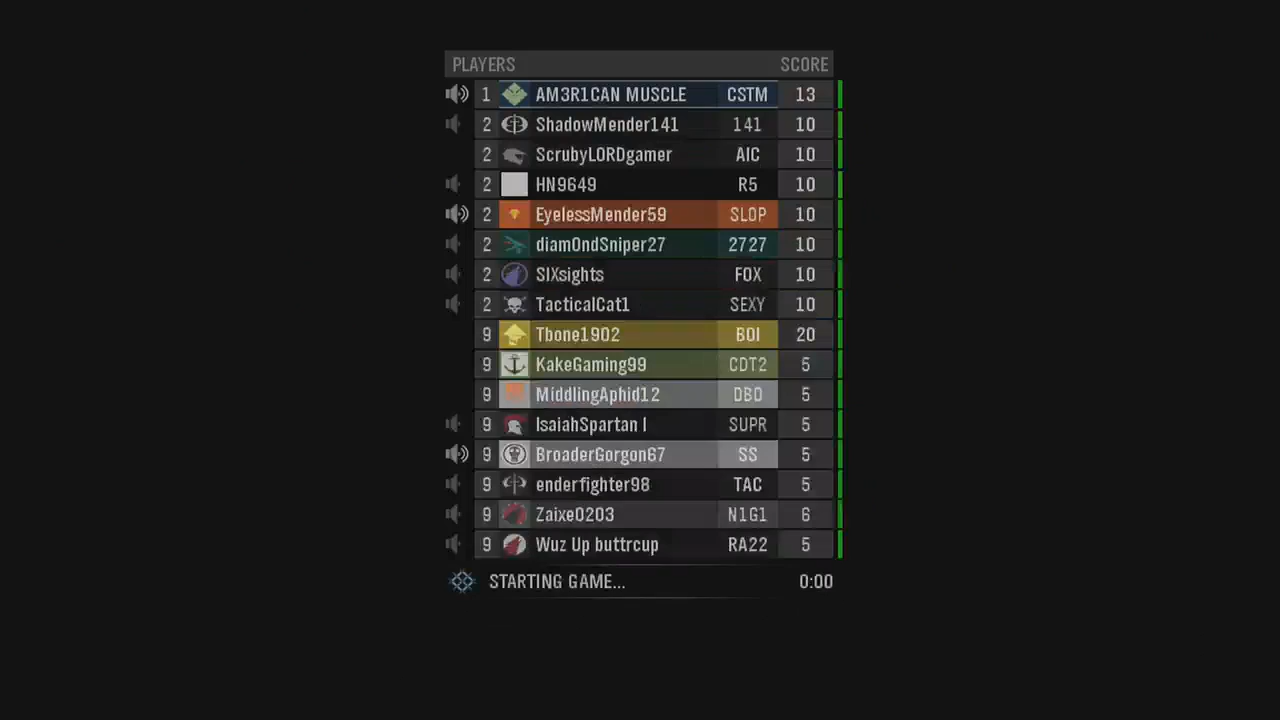 PLAYERS SCORE
1 AM3R1CAN MUSCLE CSTM 13
2 ShadowMender141 141 10
2 ScrubyLORDgamer AIC 10
2 HN9649 R5 10
2 EyelessMender59 SLOP 10
2 diam0ndSniper27 2727 10
2 SIXsights FOX 10
2 TacticalCat1 SEXY 10
9 Tbone1902 BOI 20
9 KakeGaming99 CDT2 5
9 MiddlingAphid12 DBD 5
9 IsaiahSpartan I SUPR 5
9 BroaderGorgon67 SS 5
9 enderfighter98 TAC 5
9 Zaixe0203 N1G1 6
9 Wuz Up buttrcup RA22 5
STARTING GAME... 0:00